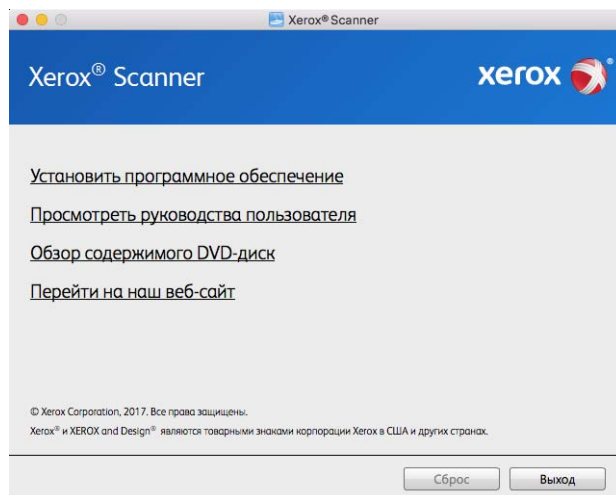 Xerox® Scanner
Xerox® Scanner
xerox®
Установить программное обеспечение
Просмотреть руководства пользователя
Обзор содержимого DVD-диск
Перейти на наш веб-сайт
© Xerox Corporation, 2017. Все права защищены.
Xerox® и XEROX and Design® являются товарными знаками корпорации Xerox в США и других странах.
Сброс
Выход